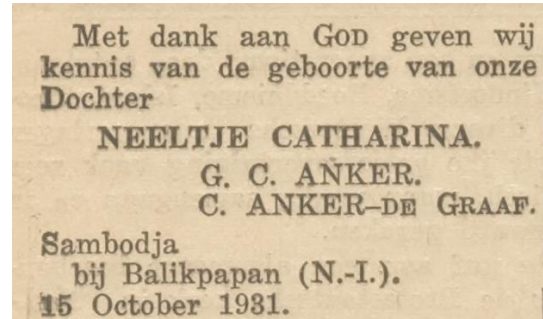 Met dank aan GOD geven wij
kennis van de geboorte van onze
Dochter
NEELTJE CATHARINA.
G. C. ANKER.
C. ANKER–DE GRAAF.
Sambodja
bij Balikpapan (N.-I.).
15 October 1931.